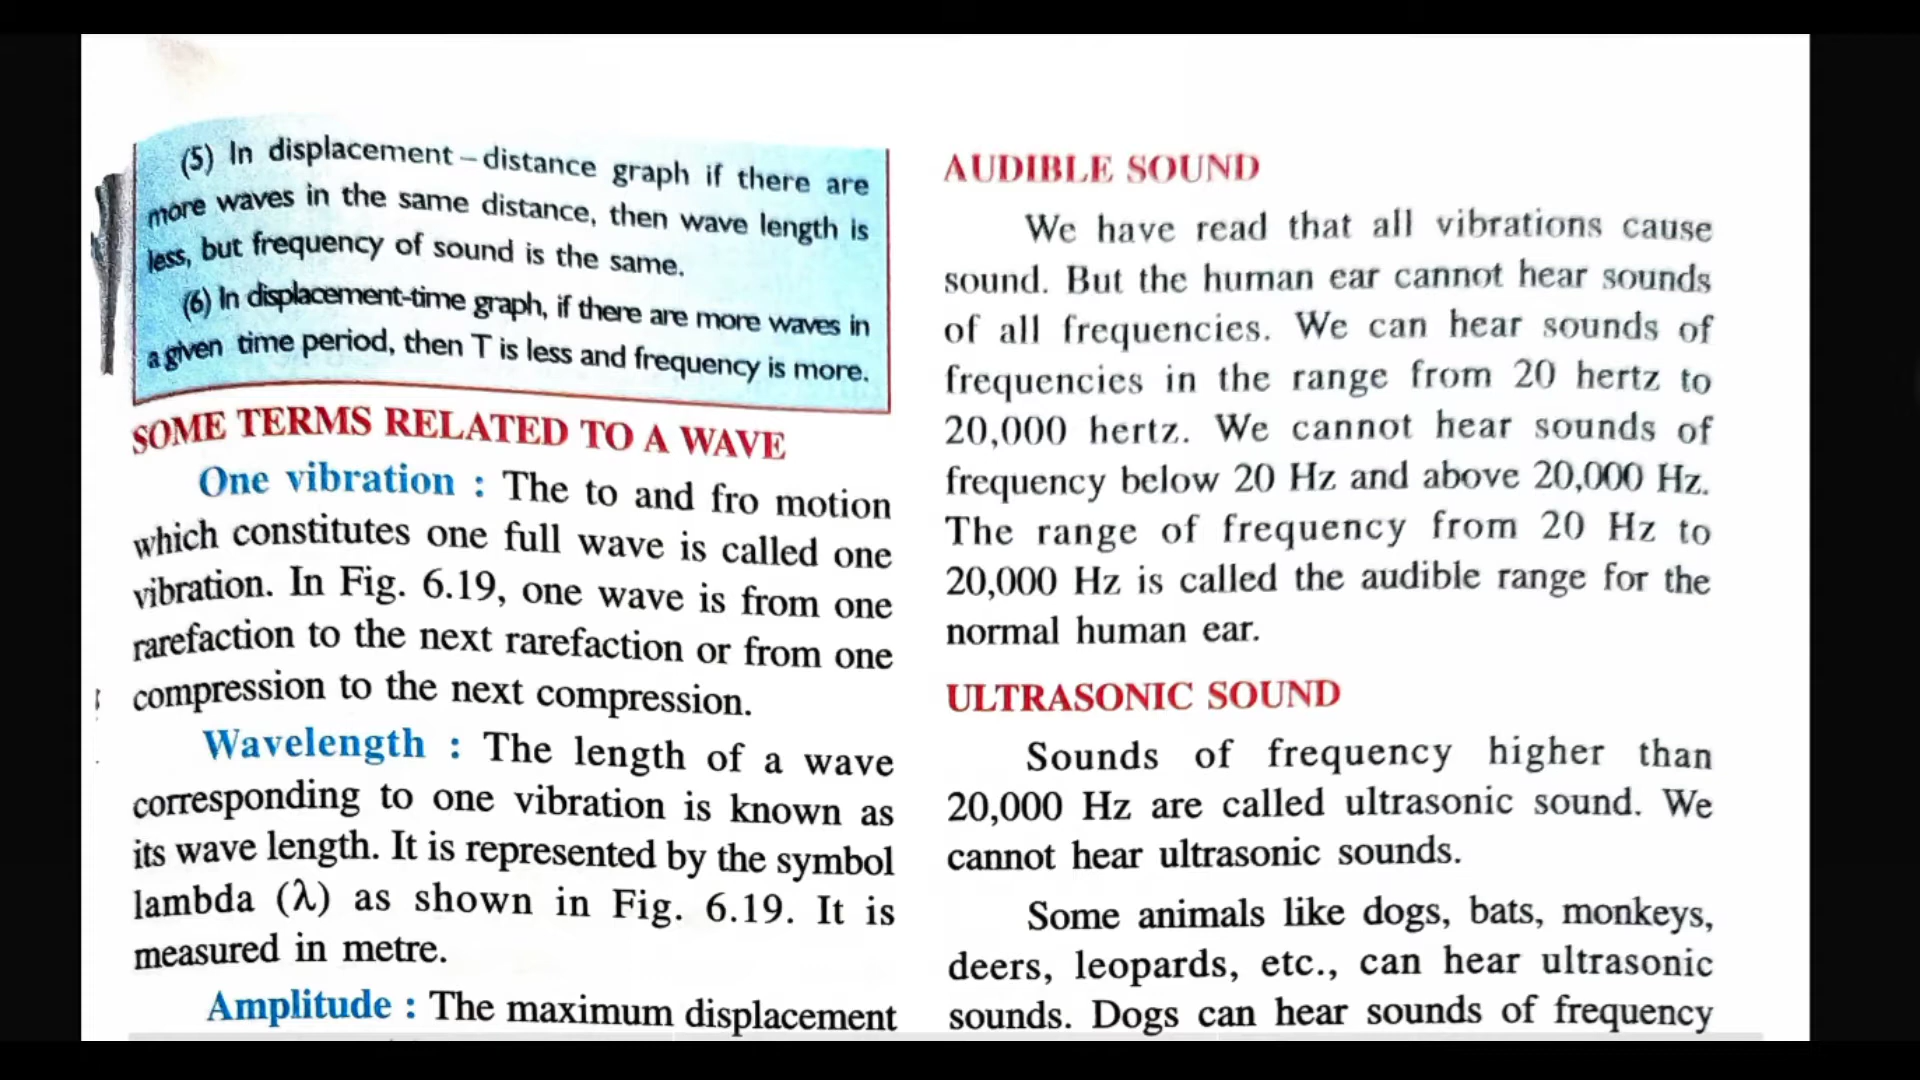 (5) In displacement – distance graph if there are
more waves in the same distance, then wave length is
less, but frequency of sound is the same.
(6) In displacement-time graph, if there are more waves in
a given time period, then T is less and frequency is more.
SOME TERMS RELATED TO A WAVE
One vibration : The to and fro motion
which constitutes one full wave is called one
vibration. In Fig. 6.19, one wave is from one
rarefaction to the next rarefaction or from one
compression to the next compression.
Wavelength : The length of a wave
corresponding to one vibration is known as
its wave length. It is represented by the symbol
lambda (λ) as shown in Fig. 6.19. It is
measured in metre.
Amplitude : The maximum displacement
AUDIBLE SOUND
We have read that all vibrations cause
sound. But the human ear cannot hear sounds
of all frequencies. We can hear sounds of
frequencies in the range from 20 hertz to
20,000 hertz. We cannot hear sounds of
frequency below 20 Hz and above 20,000 Hz.
The range of frequency from 20 Hz to
20,000 Hz is called the audible range for the
normal human ear.
ULTRASONIC SOUND
Sounds of frequency higher than
20,000 Hz are called ultrasonic sound. We
cannot hear ultrasonic sounds.
Some animals like dogs, bats, monkeys,
deers, leopards, etc., can hear ultrasonic
sounds. Dogs can hear sounds of frequency